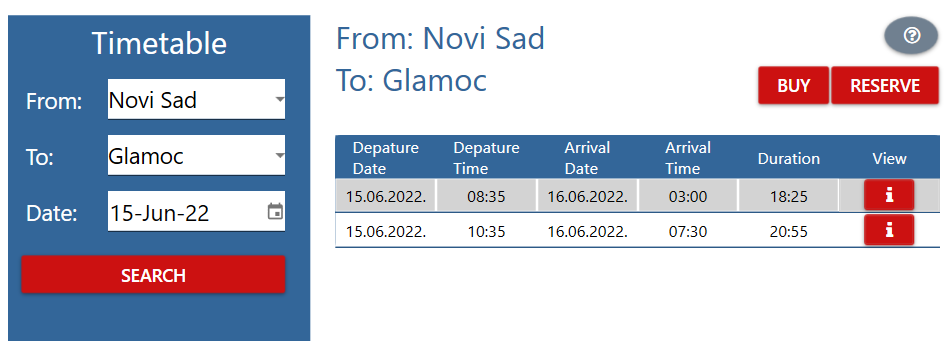 Timetable
From: Novi Sad
To: Glamoc
Date: 15-Jun-22
SEARCH
From: Novi Sad
To: Glamoc
BUY RESERVE
Depature Date Depature Time Arrival Date Arrival Time Duration View
15.06.2022. 08:35 16.06.2022. 03:00 18:25 i
15.06.2022. 10:35 16.06.2022. 07:30 20:55 i